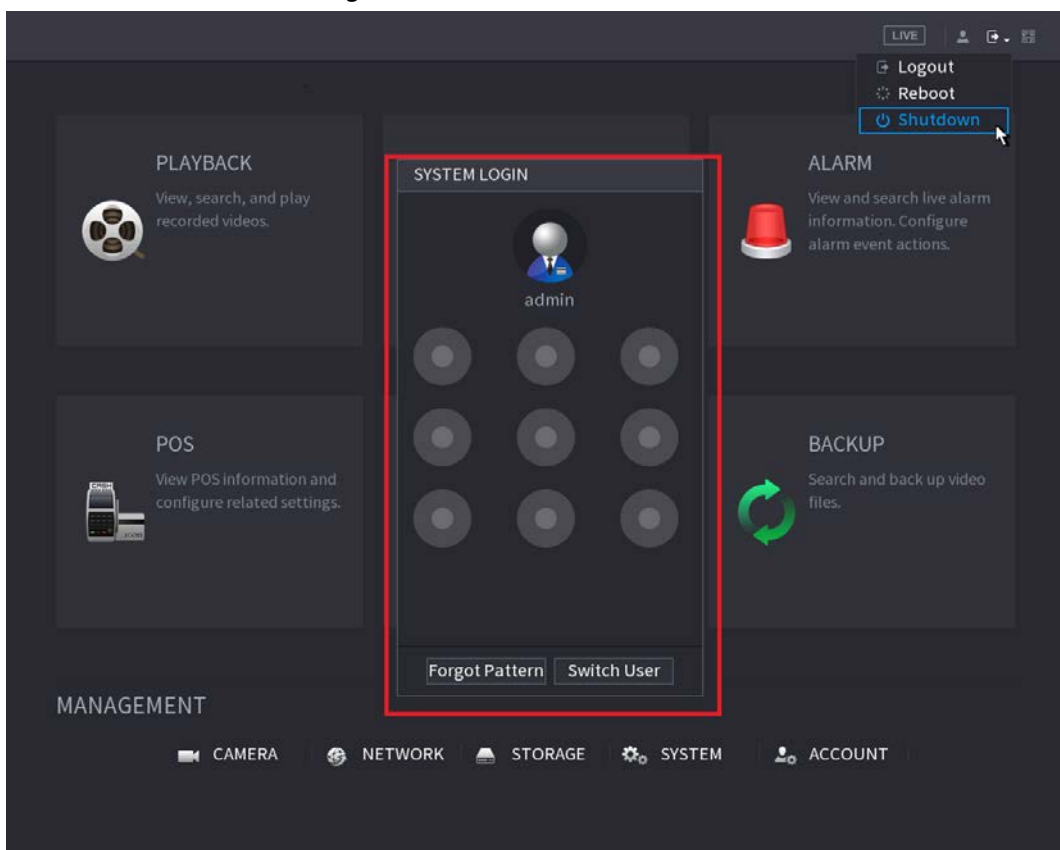 LIVE
Logout
Reboot
Shutdown
PLAYBACK
View, search, and play
recorded videos.
SYSTEM LOGIN
admin
Forgot Pattern
Switch User
ALARM
View and search live alarm
information. Configure
alarm event actions.
POS
View POS information and
configure related settings.
BACKUP
Search and back up video
files.
MANAGEMENT
CAMERA
NETWORK
STORAGE
SYSTEM
ACCOUNT